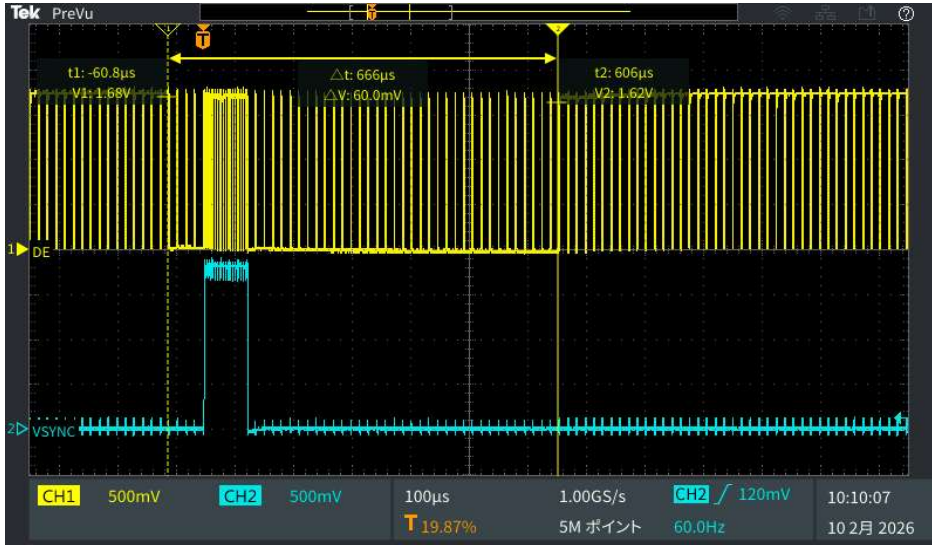 Tek PreVu
T
1 2
t1: -60.8μs △t: 666μs t2: 606μs
V1: 1.68V △V: 60.0mV V2: 1.62V
1 DE
2 VSYNC
CH1 500mV CH2 500mV 100μs 1.00GS/s CH2 120mV 10:10:07
T 19.87% 5M ポイント 60.0Hz 10 2月 2026